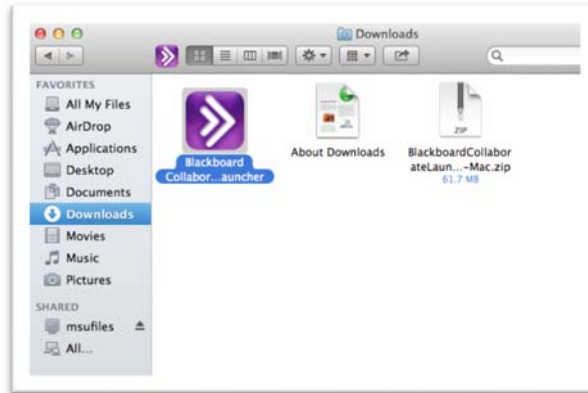 Downloads
FAVORITES
All My Files
AirDrop
Applications
Desktop
Documents
Downloads
Movies
Music
Pictures
SHARED
msufiles
All...
Blackboard
Collabor...auncher
About Downloads
ZIP
BlackboardCollabor
ateLaun...-Mac.zip
61.7 MB